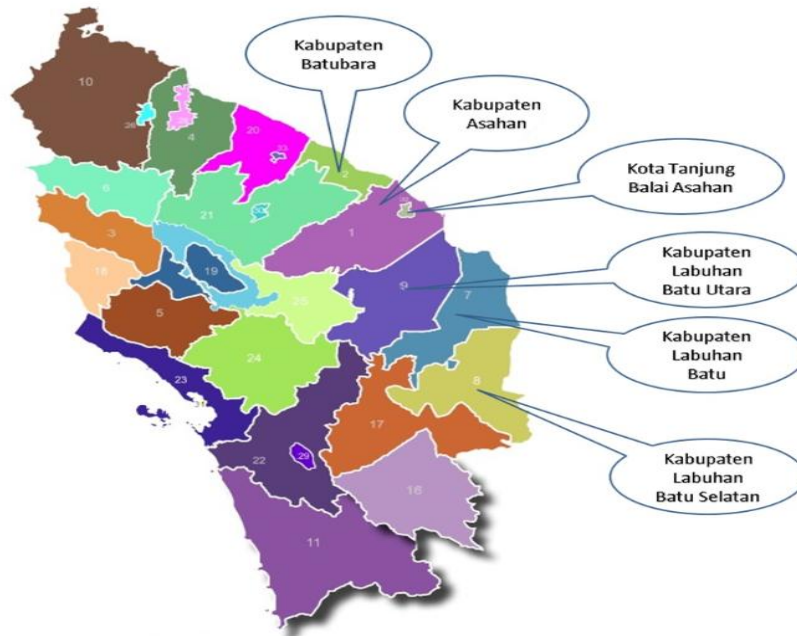 Kabupaten
Batubara
Kabupaten
Asahan
Kota Tanjung
Balai Asahan
Kabupaten
Labuhan
Batu Utara
Kabupaten
Labuhan
Batu
Kabupaten
Labuhan
Batu Selatan
10
4
20
2
6
21
1
3
19
9
7
18
5
25
24
8
23
17
22
29
16
11